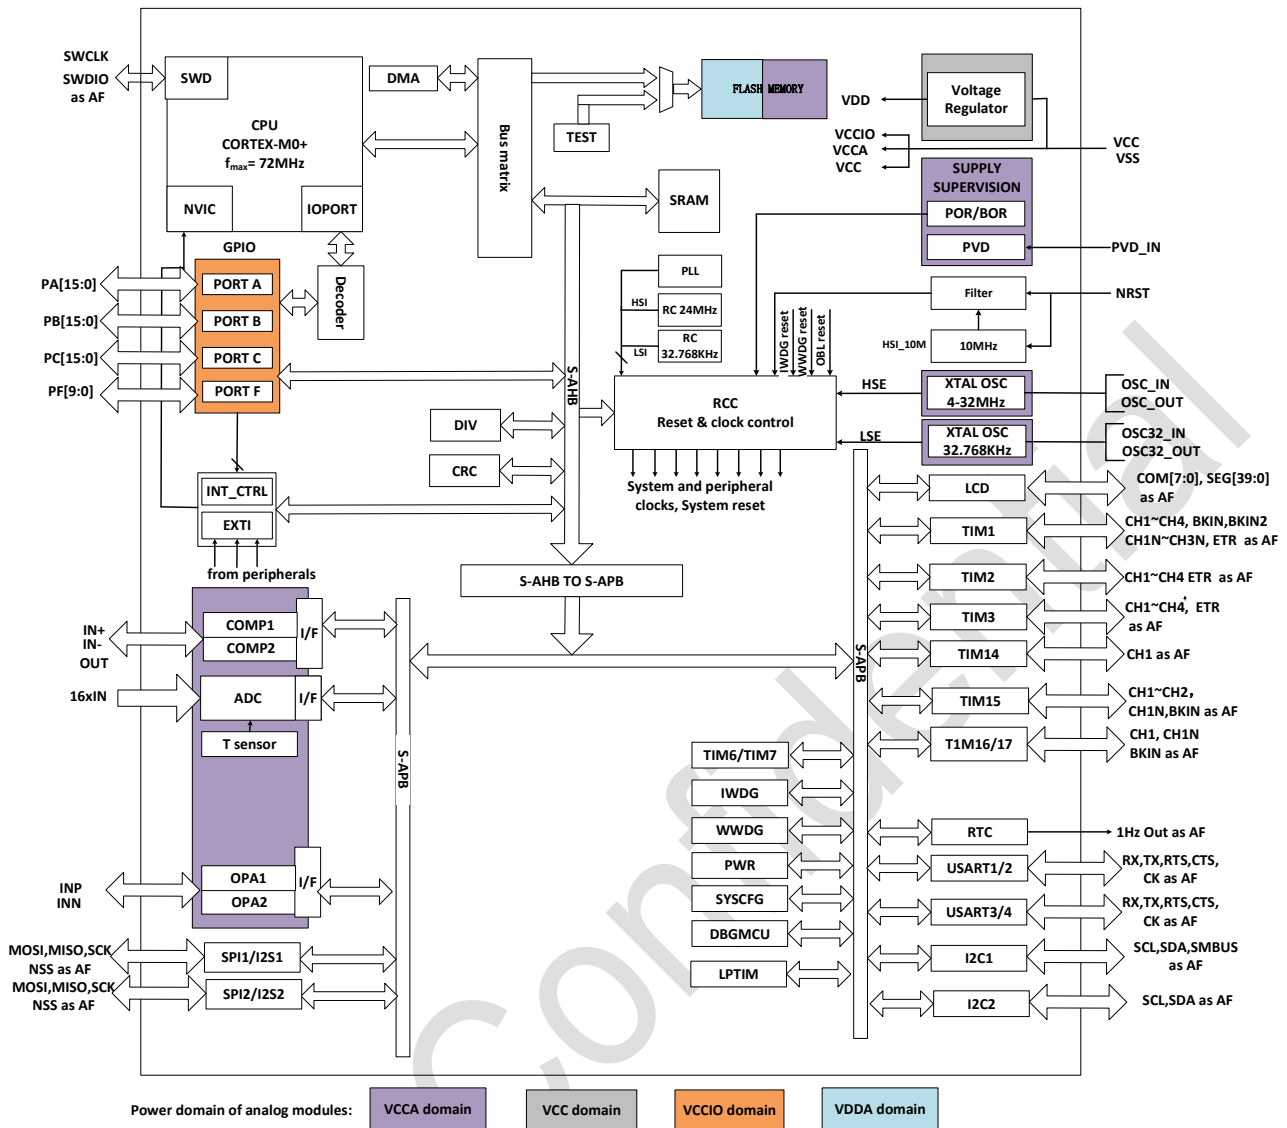 SWCLK
SWDIO
as AF
SWD
CPU
CORTEX-M0+
fmax= 72MHz
NVIC
IOPORT
DMA
Bus matrix
TEST
FLASH MEMORY
SRAM
Voltage
Regulator
VDD
VCCIO
VCCA
VCC
VCC
VSS
SUPPLY
SUPERVISION
POR/BOR
PVD
PVD_IN
GPIO
PORT A
PORT B
PORT C
PORT F
PA[15:0]
PB[15:0]
PC[15:0]
PF[9:0]
Decoder
PLL
HSI
RC 24MHz
RC
32.768KHz
LSI
Filter
NRST
HSI_10M
10MHz
IWDG reset
WWDG reset
OBL reset
S-AHB
RCC
Reset & clock control
HSE
XTAL OSC
4-32MHz
OSC_IN
OSC_OUT
LSE
XTAL OSC
32.768KHz
OSC32_IN
OSC32_OUT
DIV
CRC
System and peripheral
clocks, System reset
INT_CTRL
EXTI
from peripherals
S-AHB TO S-APB
LCD
COM[7:0], SEG[39:0]
as AF
TIM1
CH1~CH4, BKIN,BKIN2
CH1N~CH3N, ETR as AF
TIM2
CH1~CH4 ETR as AF
TIM3
CH1~CH4, ETR
as AF
TIM14
CH1 as AF
TIM15
CH1~CH2,
CH1N,BKIN as AF
T1M16/17
CH1, CH1N
BKIN as AF
IN+
IN-
OUT
COMP1
COMP2
I/F
16xIN
ADC
I/F
T sensor
S-APB
S-APB
TIM6/TIM7
IWDG
WWDG
PWR
SYSCFG
DBGMCU
LPTIM
RTC
1Hz Out as AF
USART1/2
RX,TX,RTS,CTS,
CK as AF
USART3/4
RX,TX,RTS,CTS,
CK as AF
I2C1
SCL,SDA,SMBUS
as AF
I2C2
SCL,SDA as AF
INP
INN
OPA1
OPA2
I/F
MOSI,MISO,SCK
NSS as AF
SPI1/I2S1
MOSI,MISO,SCK
NSS as AF
SPI2/I2S2
Confidential
Power domain of analog modules:
VCCA domain
VCC domain
VCCIO domain
VDDA domain